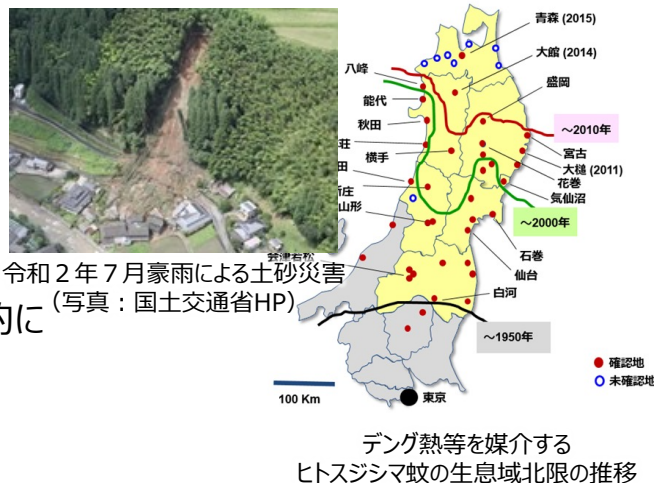 青森 (2015)
大館 (2014)
八峰
盛岡
能代
秋田
～2010年
荘
横手
宮古
大槌 (2011)
田
花巻
庄
気仙沼
山形
～2000年
石巻
令和２年７月豪雨による土砂災害
仙台
(写真：国土交通省HP)
白河
的に
～1950年
確認地
未確認地
100 Km
東京
デング熱等を媒介する
ヒトスジシマ蚊の生息域北限の推移